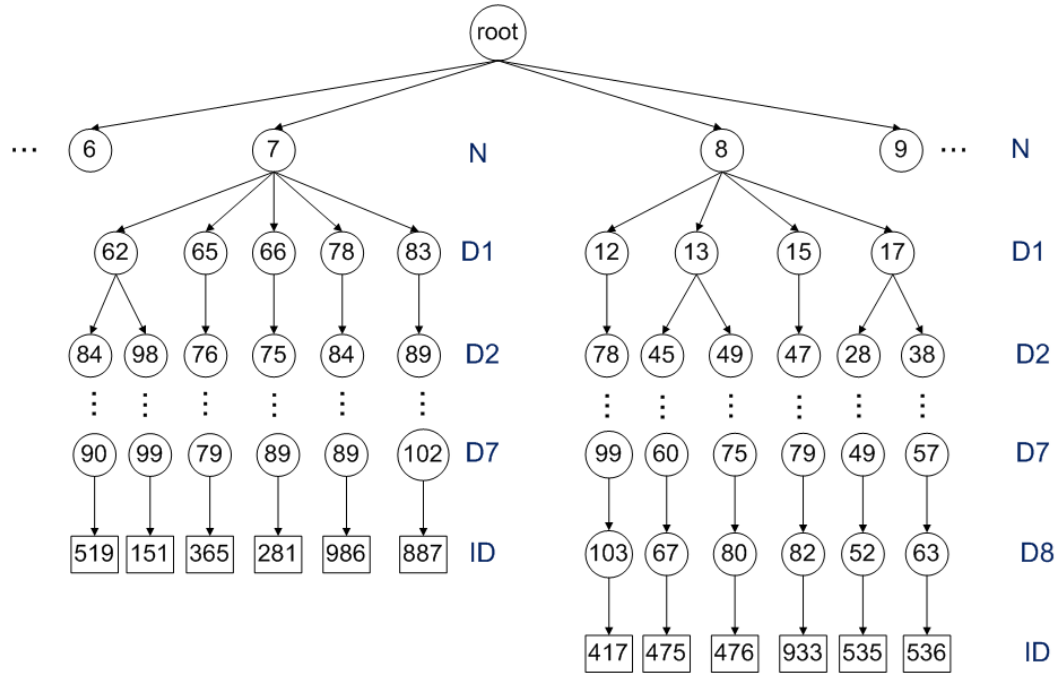 root
... 6 7 N 8 9 ... N
62 65 66 78 83 D1 12 13 15 17 D1
84 98 76 75 84 89 D2 78 45 49 47 28 38 D2
90 99 79 89 89 102 D7 99 60 75 79 49 57 D7
519 151 365 281 986 887 ID 103 67 80 82 52 63 D8
417 475 476 933 535 536 ID